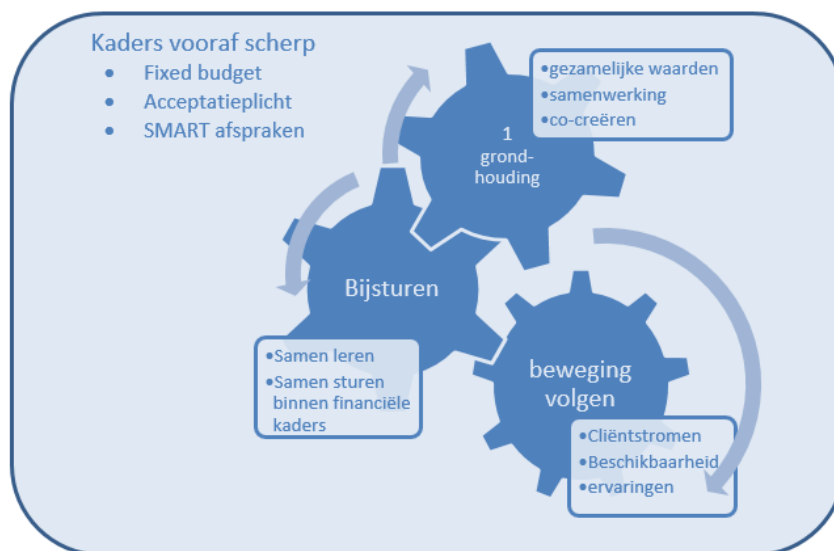 Kaders vooraf scherp
• Fixed budget
• Acceptatieplicht
• SMART afspraken
•gezamelijke waarden
•samenwerking
•co-creëren
1
grond-
houding
Bijsturen
•Samen leren
•Samen sturen
binnen financiële
kaders
beweging
volgen
•Cliëntstromen
•Beschikbaarheid
•ervaringen